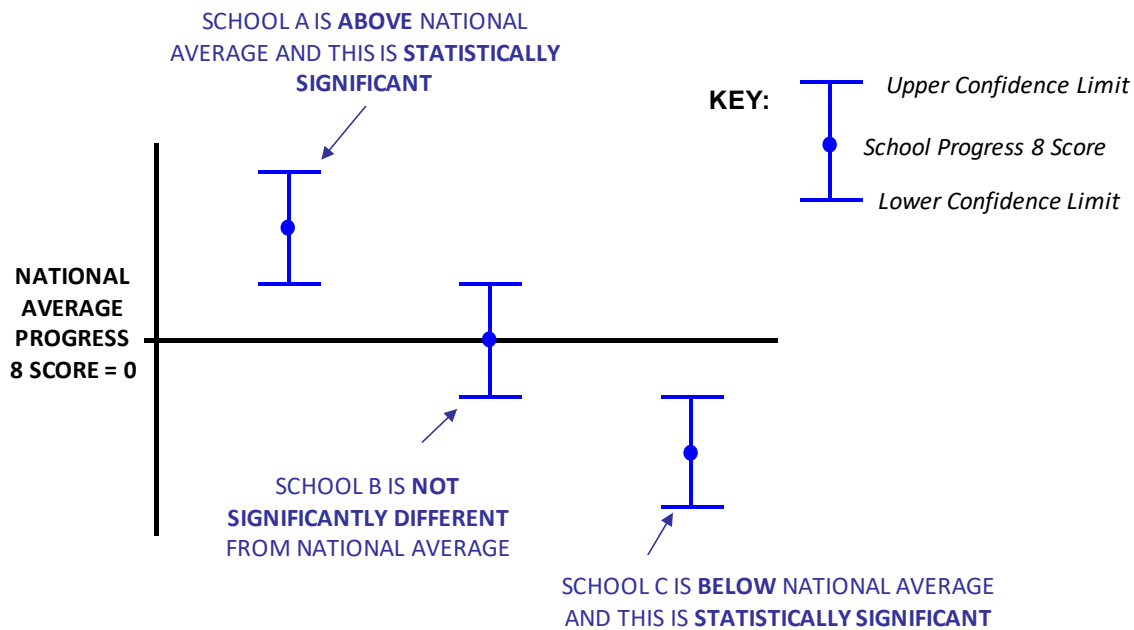 SCHOOL A IS ABOVE NATIONAL
AVERAGE AND THIS IS STATISTICALLY
SIGNIFICANT
KEY:
Upper Confidence Limit
School Progress 8 Score
Lower Confidence Limit
NATIONAL
AVERAGE
PROGRESS
8 SCORE = 0
SCHOOL B IS NOT
SIGNIFICANTLY DIFFERENT
FROM NATIONAL AVERAGE
SCHOOL C IS BELOW NATIONAL AVERAGE
AND THIS IS STATISTICALLY SIGNIFICANT